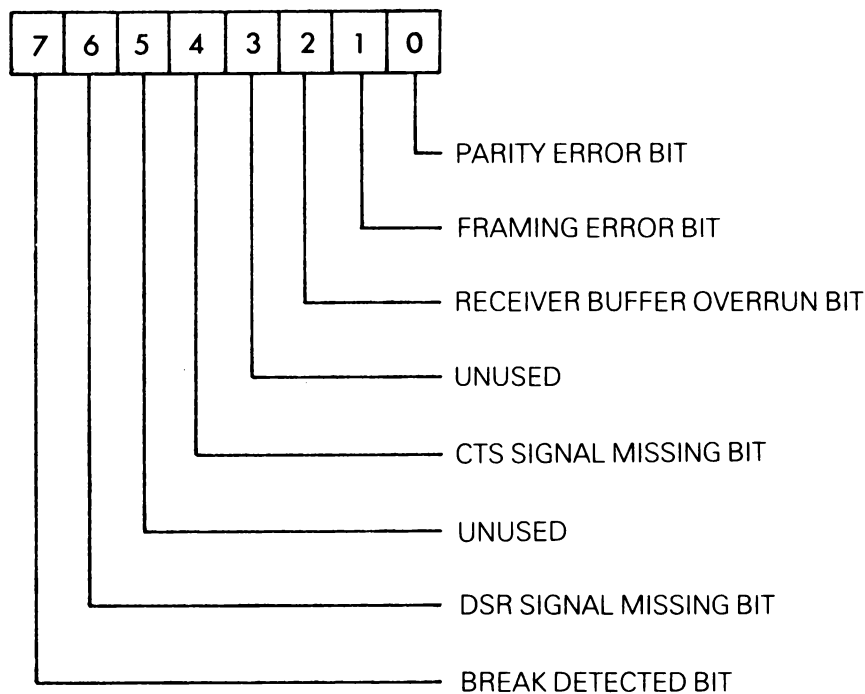 7 6 5 4 3 2 1 0
PARITY ERROR BIT
FRAMING ERROR BIT
RECEIVER BUFFER OVERRUN BIT
UNUSED
CTS SIGNAL MISSING BIT
UNUSED
DSR SIGNAL MISSING BIT
BREAK DETECTED BIT